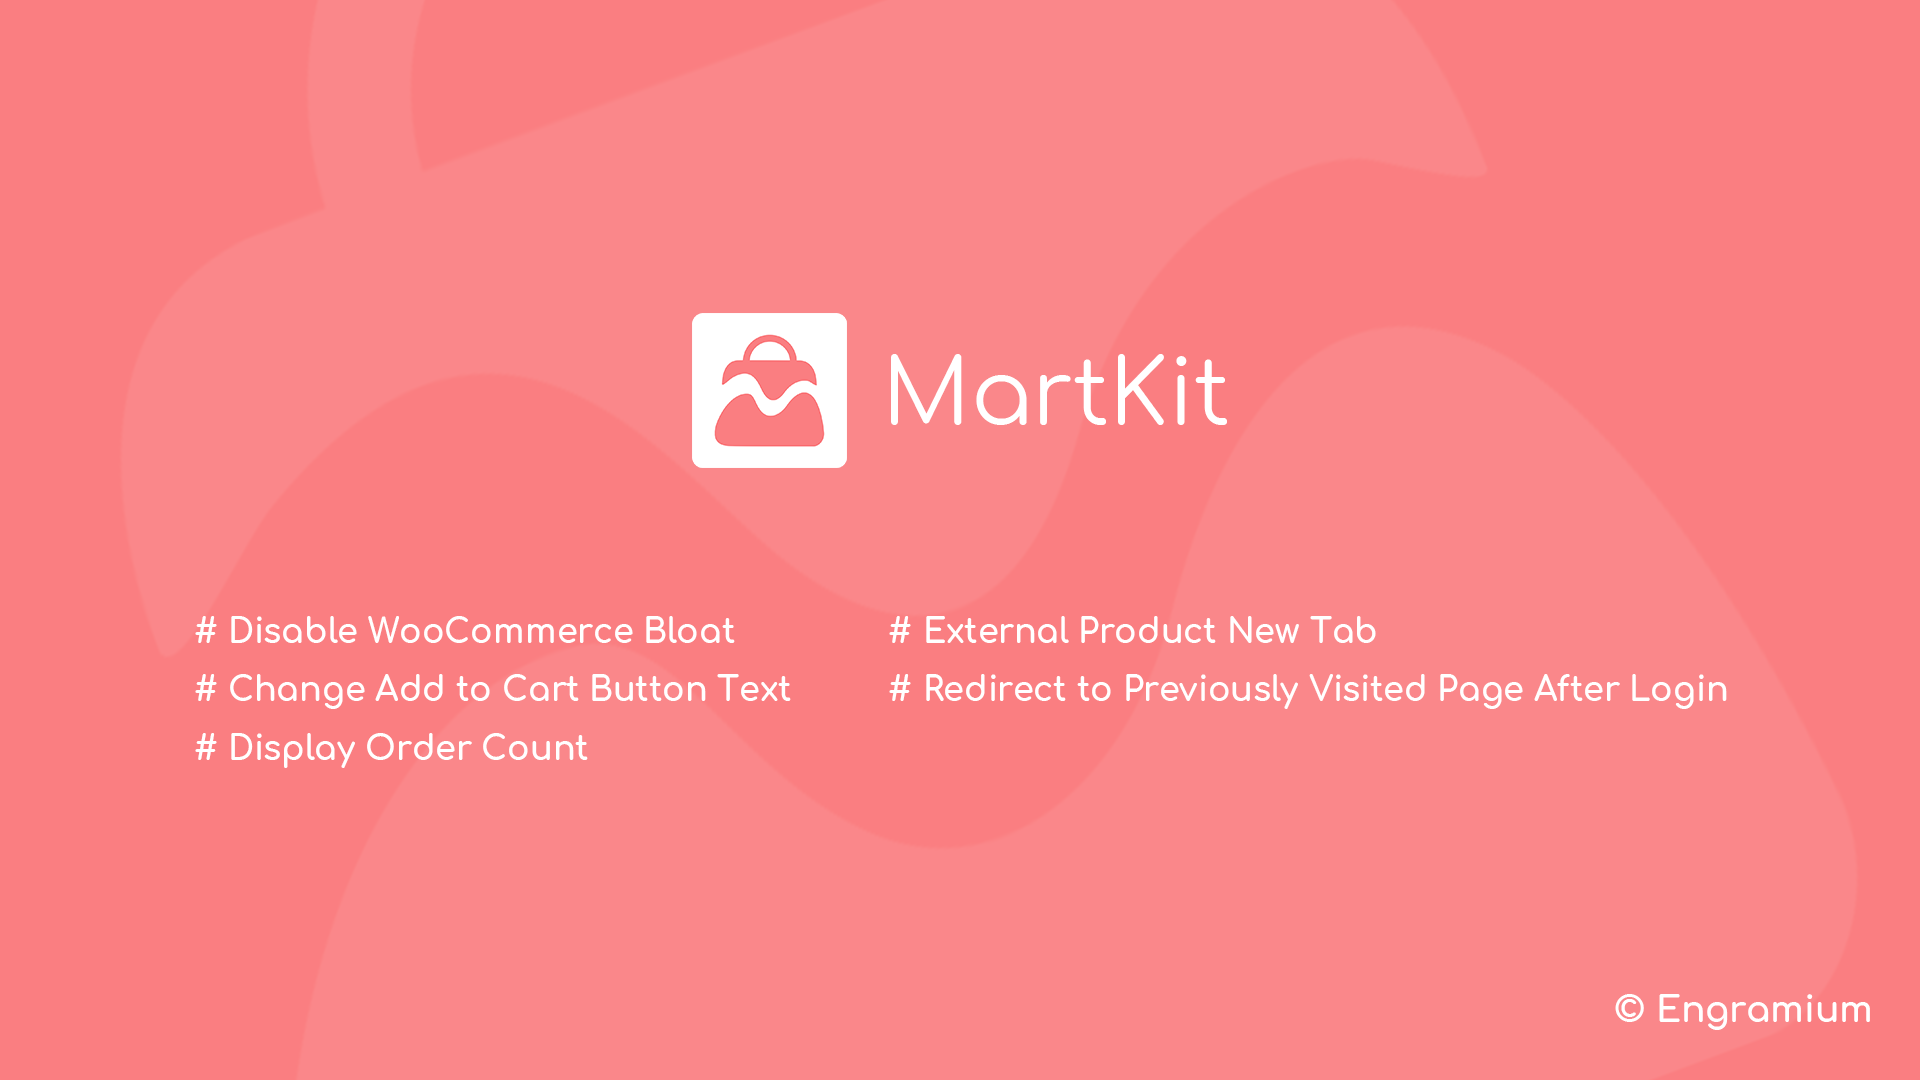 MartKit
# Disable WooCommerce Bloat
# Change Add to Cart Button Text
# Display Order Count
# External Product New Tab
# Redirect to Previously Visited Page After Login
© Engramium